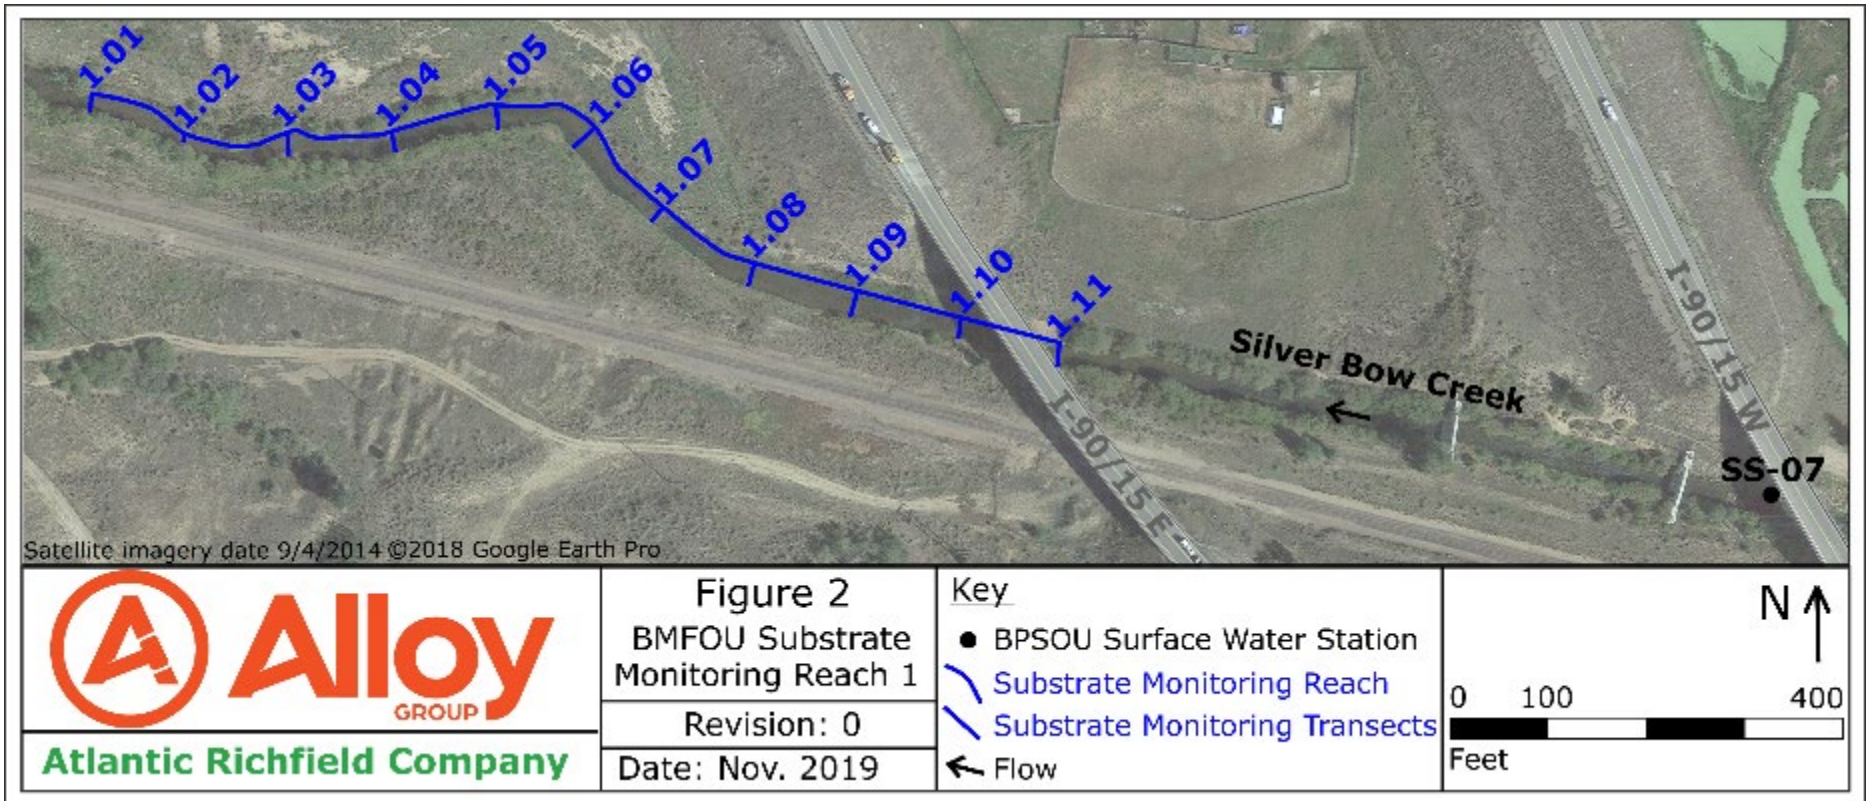 1.01
1.02
1.03
1.04
1.05
1.06
1.07
1.08
1.09
1.10
1.11
Silver Bow Creek
I-90/15 W
I-90/15 E
SS-07
Satellite imagery date 9/4/2014 ©2018 Google Earth Pro
Alloy
GROUP
Atlantic Richfield Company
Figure 2
BMFOU Substrate
Monitoring Reach 1
Revision: 0
Date: Nov. 2019
Key
BPSOU Surface Water Station
Substrate Monitoring Reach
Substrate Monitoring Transects
Flow
N
0 100 400
Feet